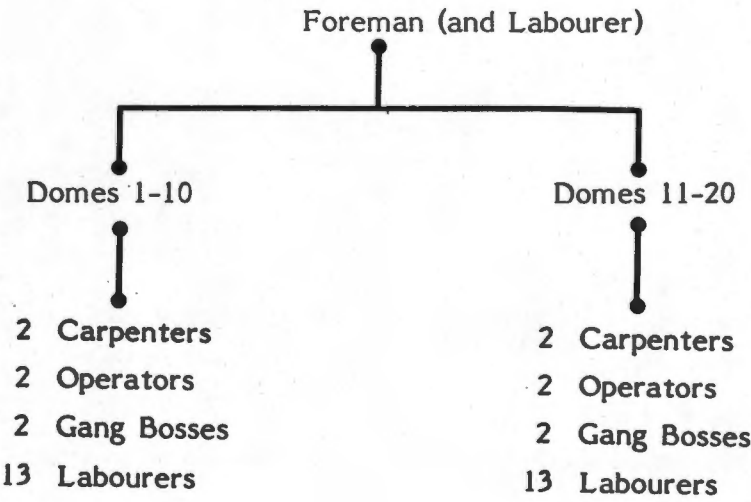 Foreman (and Labourer)
Domes 1-10
2 Carpenters
2 Operators
2 Gang Bosses
13 Labourers
Domes 11-20
2 Carpenters
2 Operators
2 Gang Bosses
13 Labourers